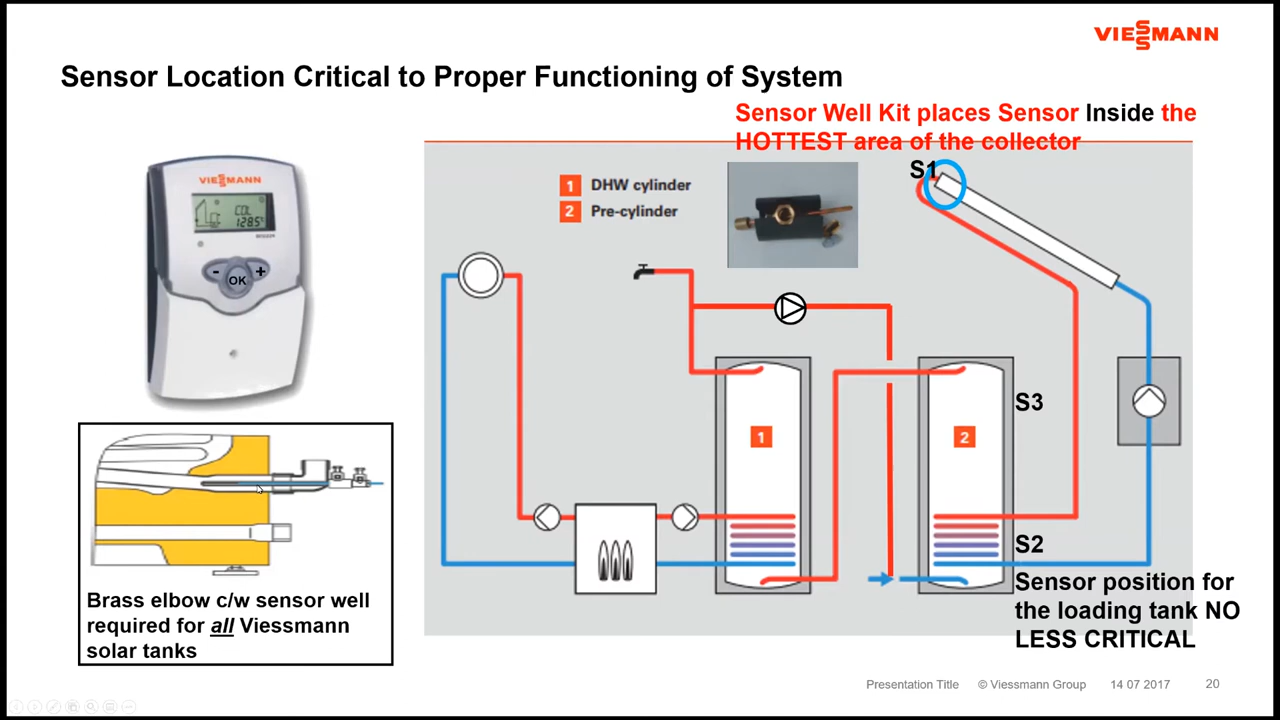 VIESSMANN
Sensor Location Critical to Proper Functioning of System
Sensor Well Kit places Sensor Inside the
HOTTEST area of the collector
S1
1 DHW cylinder
2 Pre-cylinder
VIESSMANN
COL
128.5
- OK +
S3
1
2
S2
Sensor position for
the loading tank NO
LESS CRITICAL
Brass elbow c/w sensor well
required for all Viessmann
solar tanks
Presentation Title © Viessmann Group 14 07 2017 20